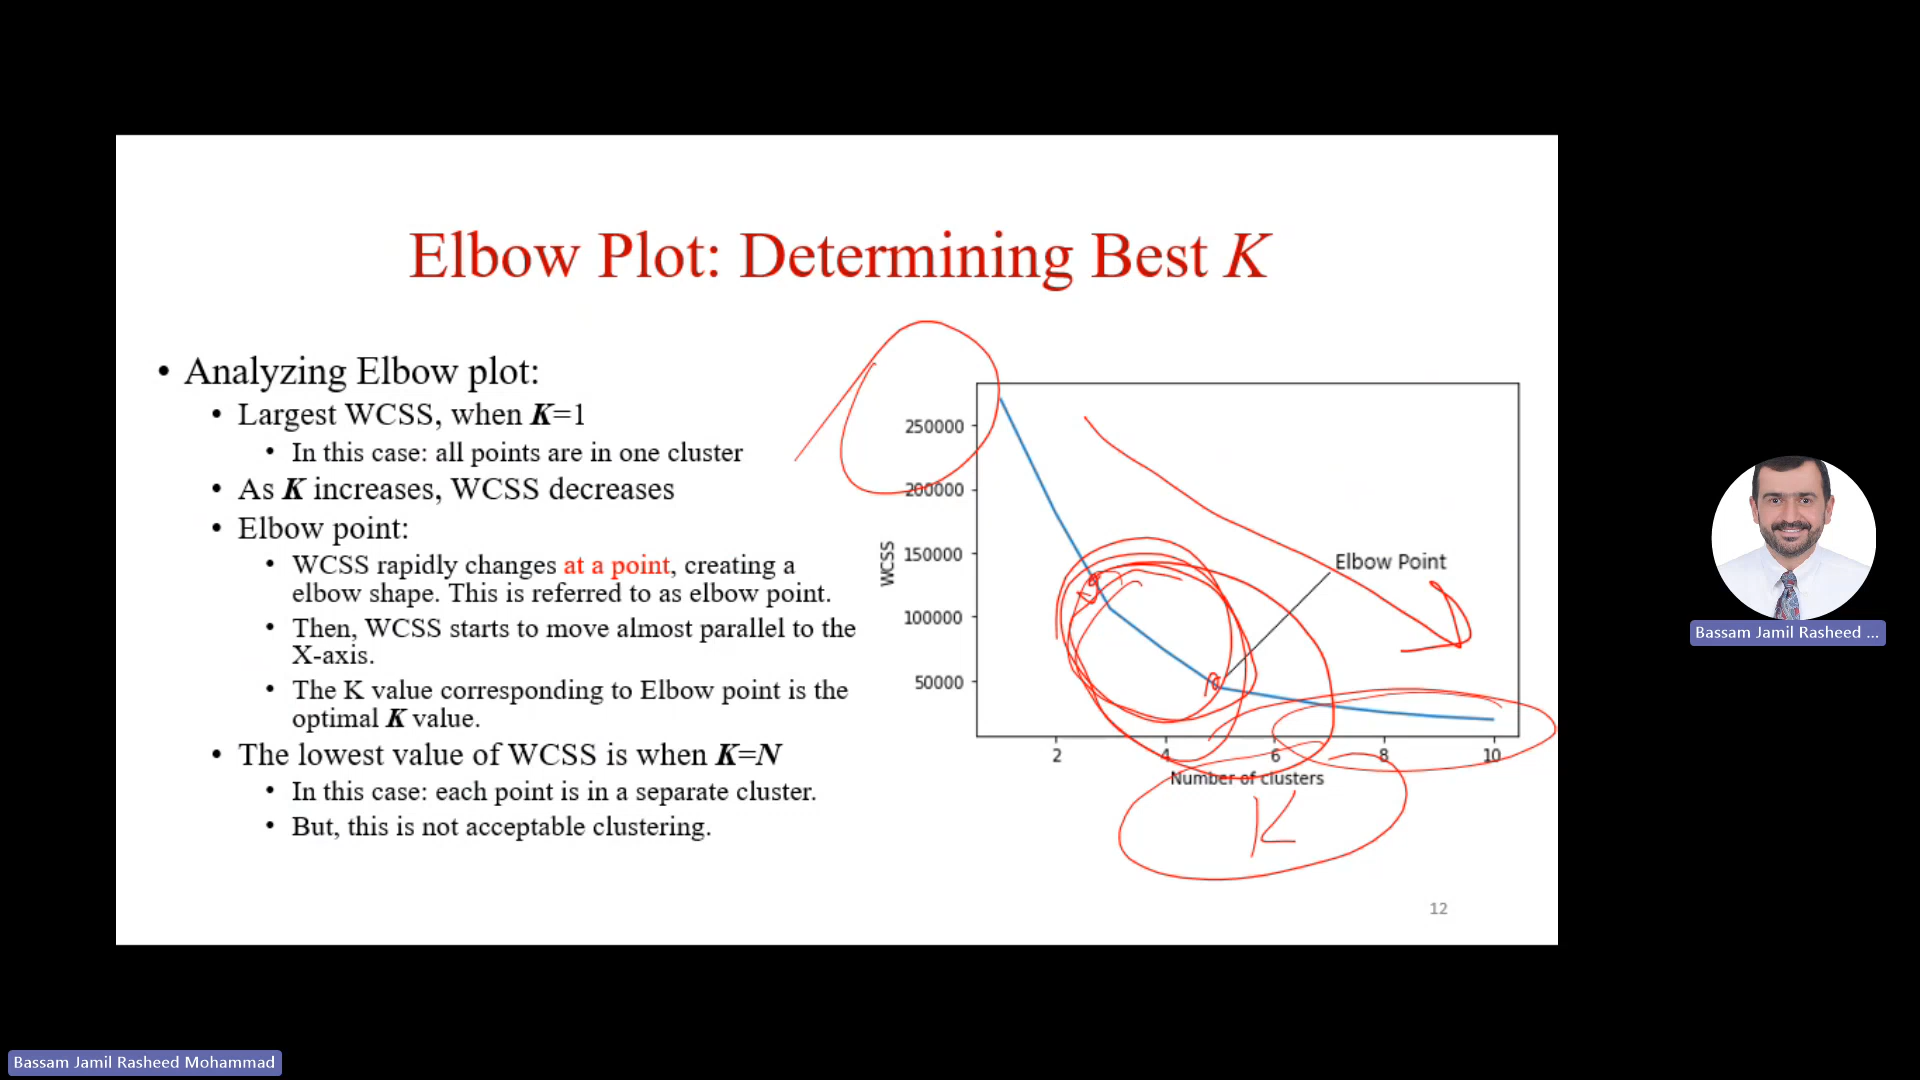 Elbow Plot: Determining Best K
• Analyzing Elbow plot:
• Largest WCSS, when K=1
• In this case: all points are in one cluster
• As K increases, WCSS decreases
• Elbow point:
• WCSS rapidly changes at a point, creating a
elbow shape. This is referred to as elbow point.
• Then, WCSS starts to move almost parallel to the
X-axis.
• The K value corresponding to Elbow point is the
optimal K value.
• The lowest value of WCSS is when K=N
• In this case: each point is in a separate cluster.
• But, this is not acceptable clustering.
WCSS
250000
200000
150000
100000
50000
Elbow Point
2 4 6 8 10
Number of clusters
K
12
Bassam Jamil Rasheed ...
Bassam Jamil Rasheed Mohammad